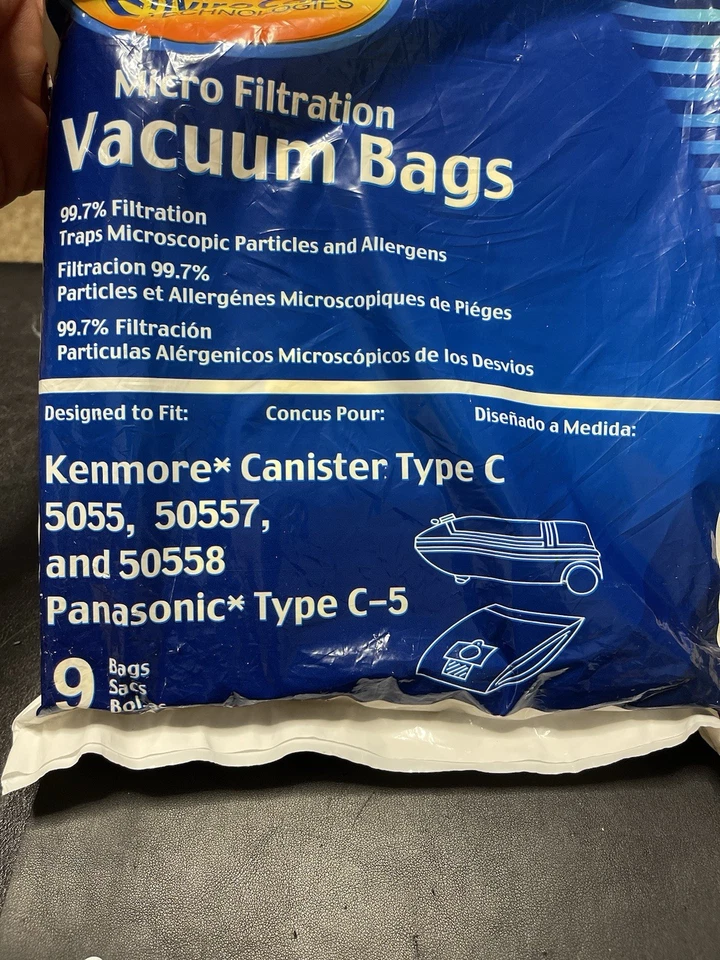 TECHNOLOGIES
Micro Filtration
Vacuum Bags
99.7% Filtration
Traps Microscopic Particles and Allergens
Filtracion 99.7%
Particles et Allergénes Microscopiques de Piéges
99.7% Filtración
Particulas Alérgenicos Microscópicos de los Desvios
Designed to Fit: Concus Pour: Diseñado a Medida:
Kenmore* Canister Type C
5055, 50557,
and 50558
Panasonic* Type C-5
9 Bags
Sacs